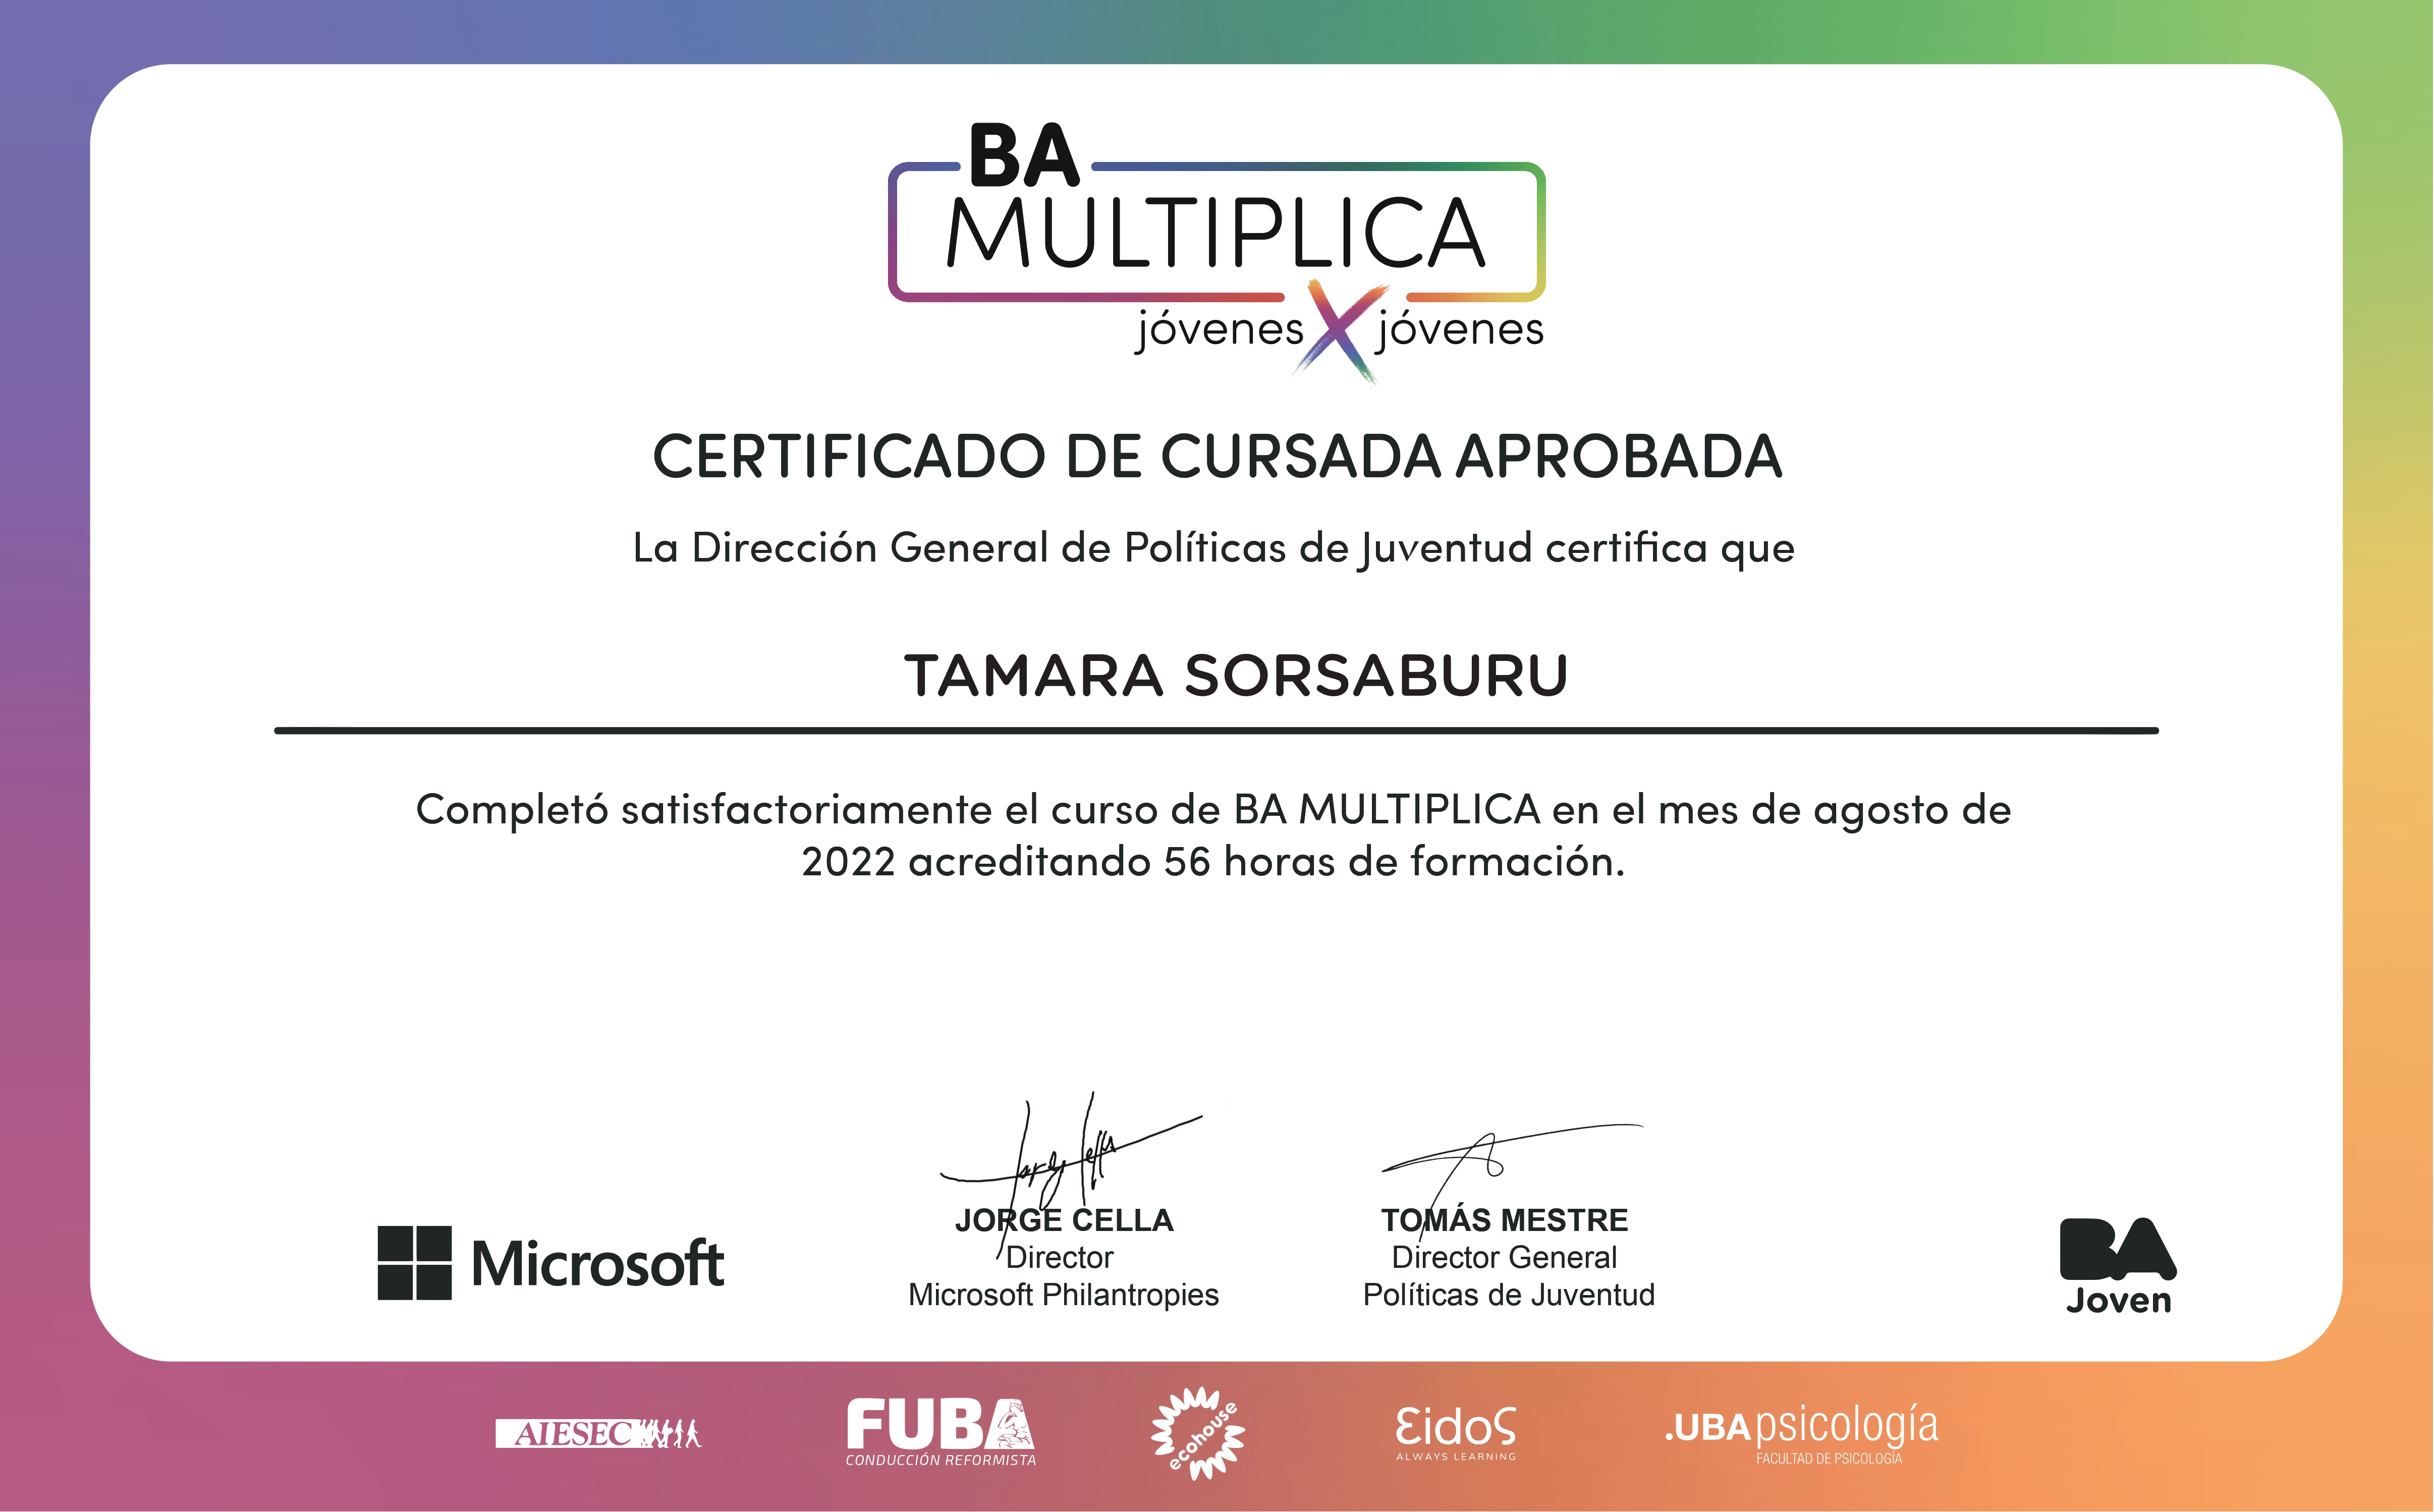 BA
MULTIPLICA
jóvenes X jóvenes
CERTIFICADO DE CURSADA APROBADA
La Dirección General de Políticas de Juventud certifica que
TAMARA SORSABURU
Completó satisfactoriamente el curso de BA MULTIPLICA en el mes de agosto de
2022 acreditando 56 horas de formación.
Jorge Cella
JORGE CELLA
Director
Microsoft Philantropies
TOMÁS MESTRE
Director General
Políticas de Juventud
Microsoft
BA
Joven
AIESEC
FUBA
CONDUCCIÓN REFORMISTA
ecohouse
εidoς
ALWAYS LEARNING
.UBApsicología
FACULTAD DE PSICOLOGÍA